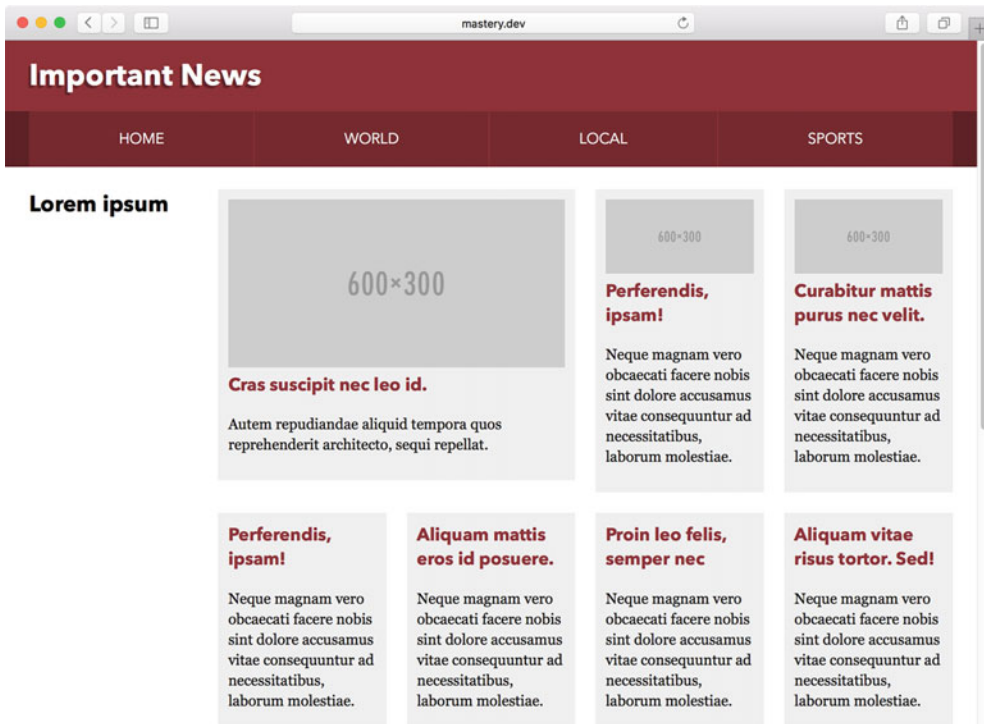 mastery.dev
Important News
HOME
WORLD
LOCAL
SPORTS
Lorem ipsum
600×300
Cras suscipit nec leo id.
Autem repudiandae aliquid tempora quos
reprehenderit architecto, sequi repellat.
600×300
Perferendis,
ipsam!
Neque magnam vero
obcaecati facere nobis
sint dolore accusamus
vitae consequuntur ad
necessitatibus,
laborum molestiae.
600×300
Curabitur mattis
purus nec velit.
Neque magnam vero
obcaecati facere nobis
sint dolore accusamus
vitae consequuntur ad
necessitatibus,
laborum molestiae.
Perferendis,
ipsam!
Neque magnam vero
obcaecati facere nobis
sint dolore accusamus
vitae consequuntur ad
necessitatibus,
laborum molestiae.
Aliquam mattis
eros id posuere.
Neque magnam vero
obcaecati facere nobis
sint dolore accusamus
vitae consequuntur ad
necessitatibus,
laborum molestiae.
Proin leo felis,
semper nec
Neque magnam vero
obcaecati facere nobis
sint dolore accusamus
vitae consequuntur ad
necessitatibus,
laborum molestiae.
Aliquam vitae
risus tortor. Sed!
Neque magnam vero
obcaecati facere nobis
sint dolore accusamus
vitae consequuntur ad
necessitatibus,
laborum molestiae.